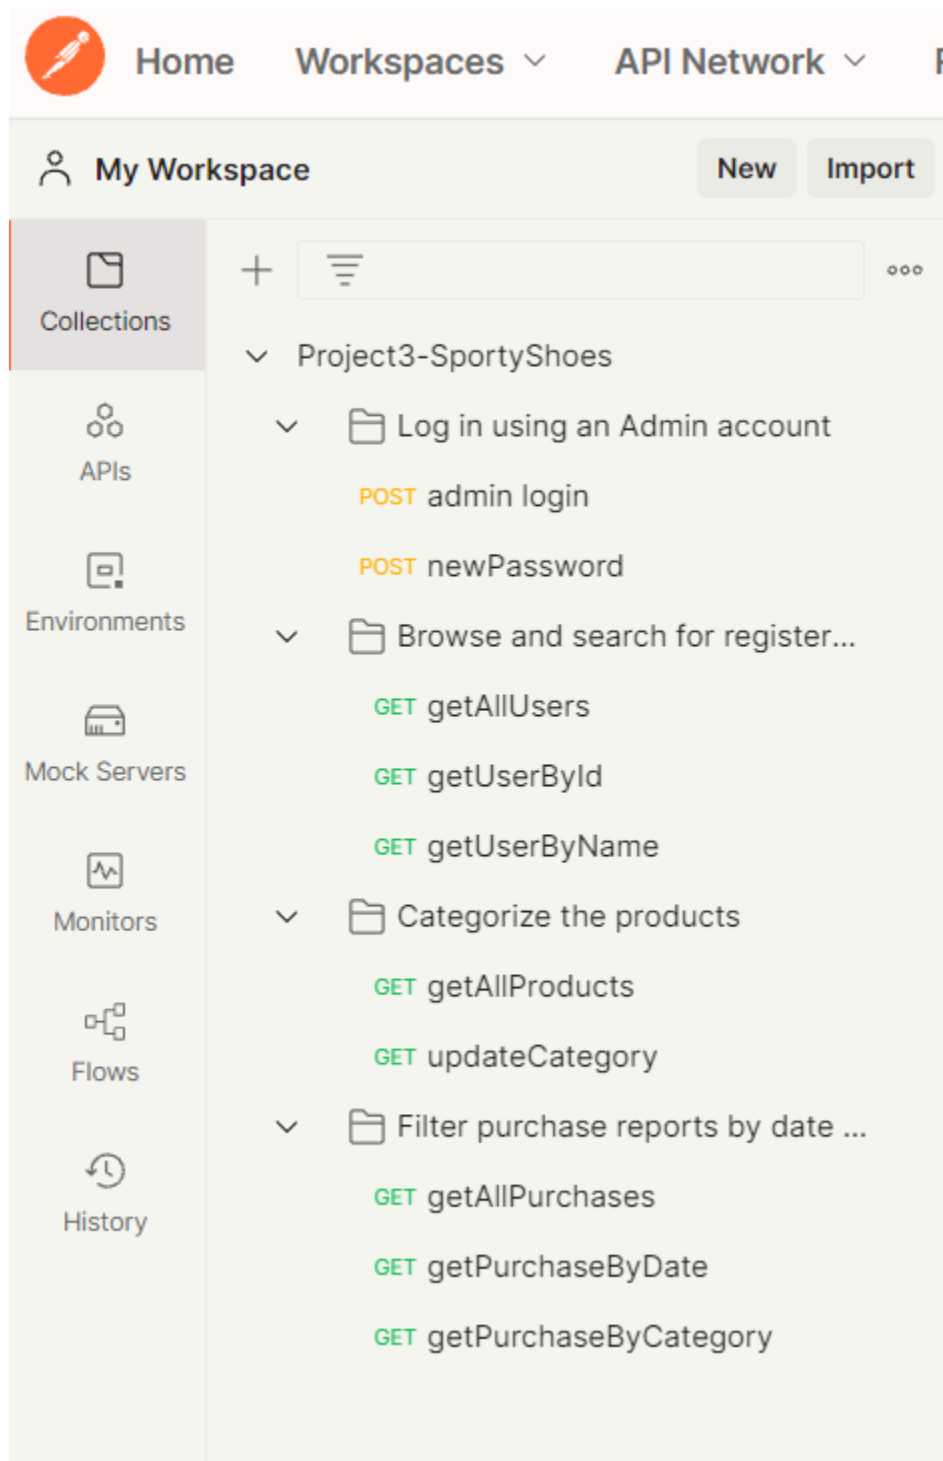 Home Workspaces API Network
My Workspace New Import
Collections
APIs
Environments
Mock Servers
Monitors
Flows
History
Project3-SportyShoes
Log in using an Admin account
POST admin login
POST newPassword
Browse and search for register...
GET getAllUsers
GET getUserById
GET getUserByName
Categorize the products
GET getAllProducts
GET updateCategory
Filter purchase reports by date ...
GET getAllPurchases
GET getPurchaseByDate
GET getPurchaseByCategory